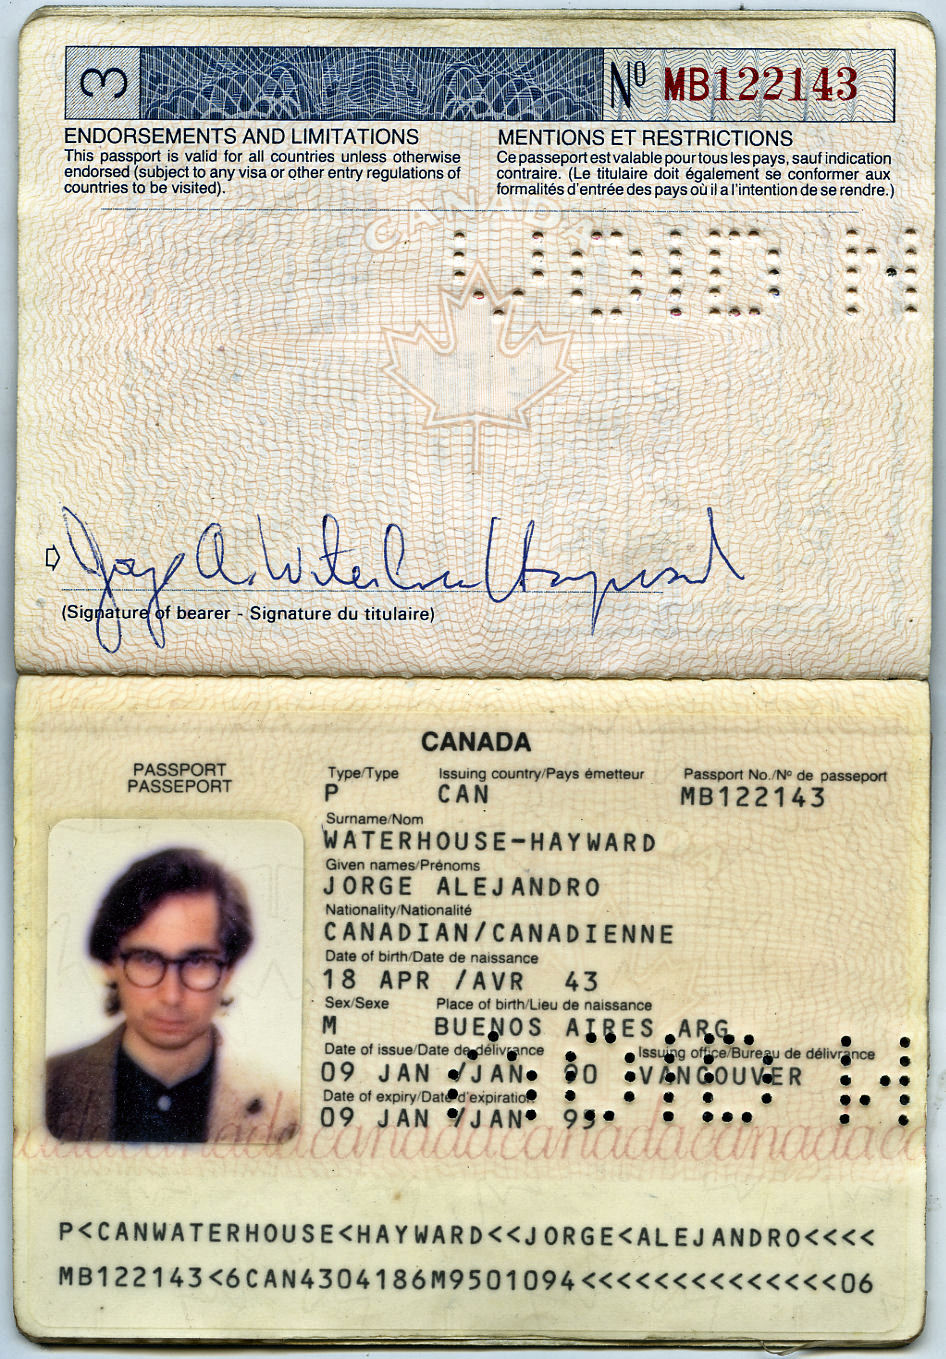 3
Nº MB122143
ENDORSEMENTS AND LIMITATIONS
This passport is valid for all countries unless otherwise
endorsed (subject to any visa or other entry regulations of
countries to be visited).
MENTIONS ET RESTRICTIONS
Ce passeport est valable pour tous les pays, sauf indication
contraire. (Le titulaire doit également se conformer aux
formalités d'entrée des pays où il a l'intention de se rendre.)
CANADA
VOID
Jorge A. Waterhouse-Hayward
(Signature of bearer - Signature du titulaire)
CANADA
PASSPORT
PASSEPORT
Type/Type Issuing country/Pays émetteur Passport No./Nº de passeport
P CAN MB122143
Surname/Nom
WATERHOUSE-HAYWARD
Given names/Prénoms
JORGE ALEJANDRO
Nationality/Nationalité
CANADIAN/CANADIENNE
Date of birth/Date de naissance
18 APR /AVR 43
Sex/Sexe Place of birth/Lieu de naissance
M BUENOS AIRES ARG
Date of issue/Date de délivrance Issuing office/Bureau de délivrance
09 JAN /JAN 90 VANCOUVER
Date of expiry/Date d'expiration
09 JAN /JAN 95
canadacanadacanadacanadacanada
P<CANWATERHOUSE<HAYWARD<<JORGE<ALEJANDRO<<<<
MB122143<6CAN4304186M9501094<<<<<<<<<<<<<<06